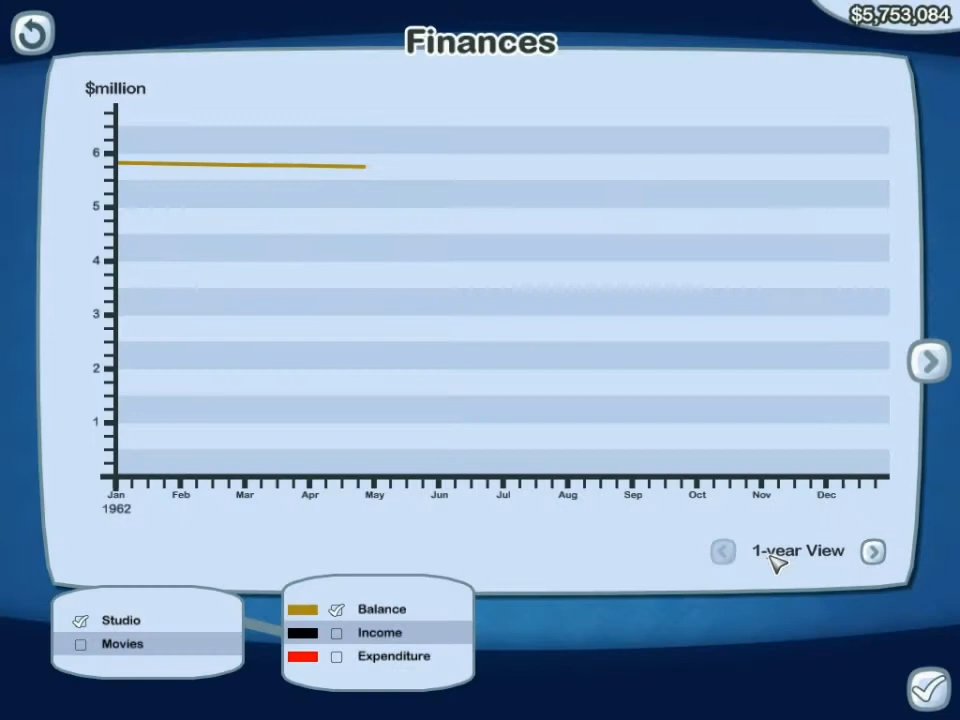 $5,753,084
Finances
$million
6
5
4
3
2
1
Jan Feb Mar Apr May Jun Jul Aug Sep Oct Nov Dec
1962
1-year View
Studio
Movies
Balance
Income
Expenditure